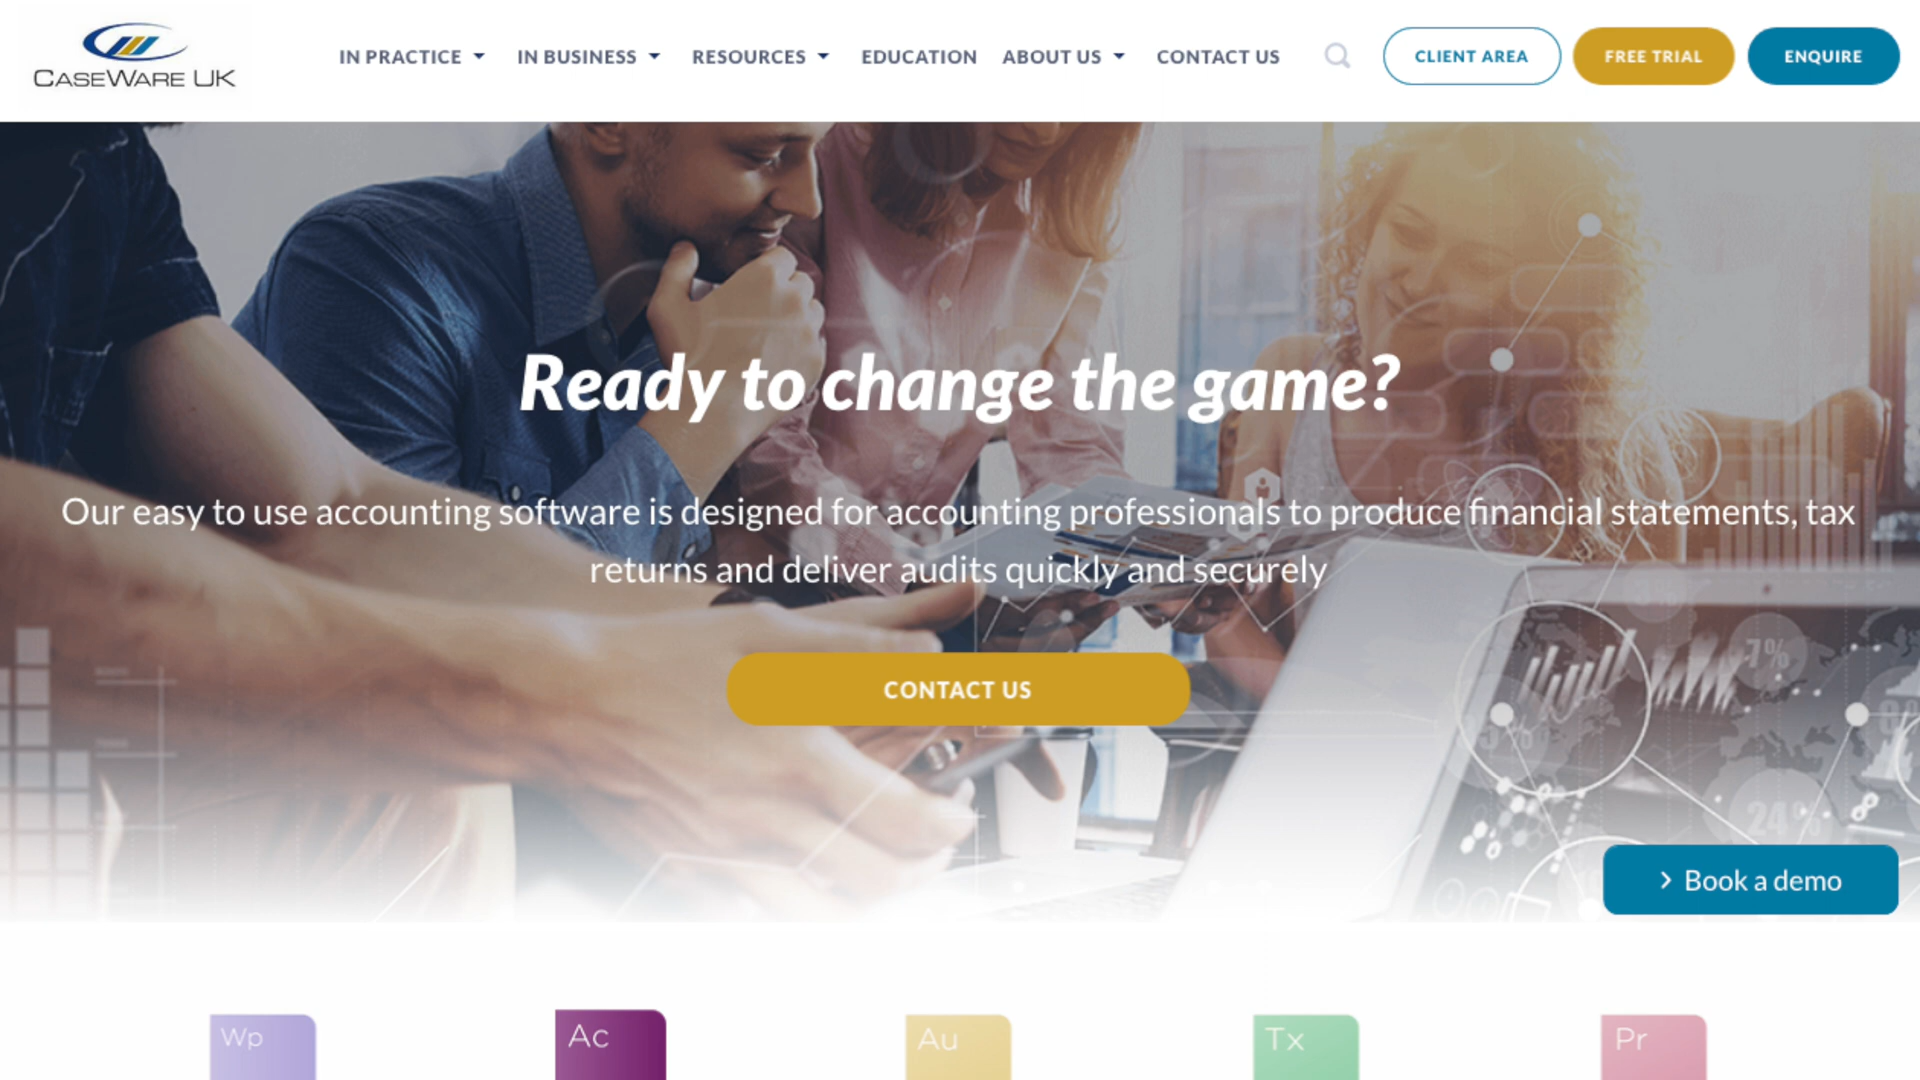 CASEWARE UK
IN PRACTICE
IN BUSINESS
RESOURCES
EDUCATION
ABOUT US
CONTACT US
CLIENT AREA
FREE TRIAL
ENQUIRE
Ready to change the game?
Our easy to use accounting software is designed for accounting professionals to produce financial statements, tax
returns and deliver audits quickly and securely
CONTACT US
7%
24%
Book a demo
Wp
Ac
Au
Tx
Pr